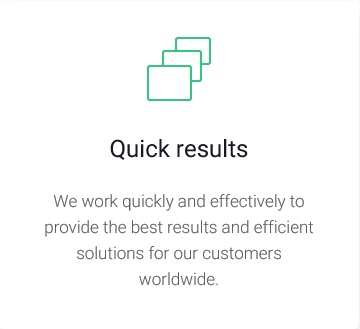 Quick results
We work quickly and effectively to
provide the best results and efficient
solutions for our customers
worldwide.